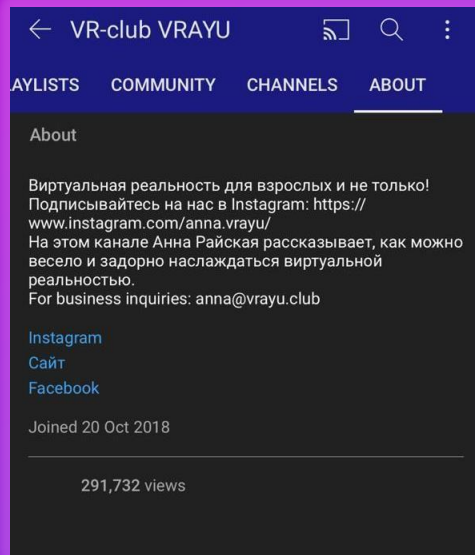 VR-club VRAYU
AYLISTS COMMUNITY CHANNELS ABOUT
About
Виртуальная реальность для взрослых и не только!
Подписывайтесь на нас в Instagram: https://
www.instagram.com/anna.vrayu/
На этом канале Анна Райская рассказывает, как можно
весело и задорно наслаждаться виртуальной
реальностью.
For business inquiries: anna@vrayu.club
Instagram
Сайт
Facebook
Joined 20 Oct 2018
291,732 views